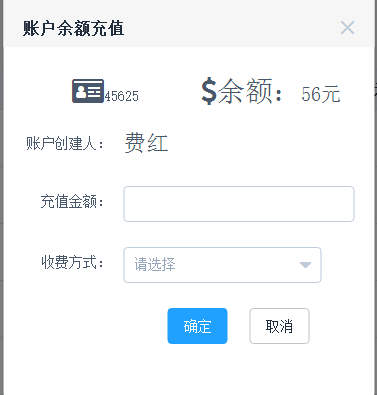 账户余额充值
45625 $余额: 56元
账户创建人: 费红
充值金额:
收费方式: 请选择
确定 取消